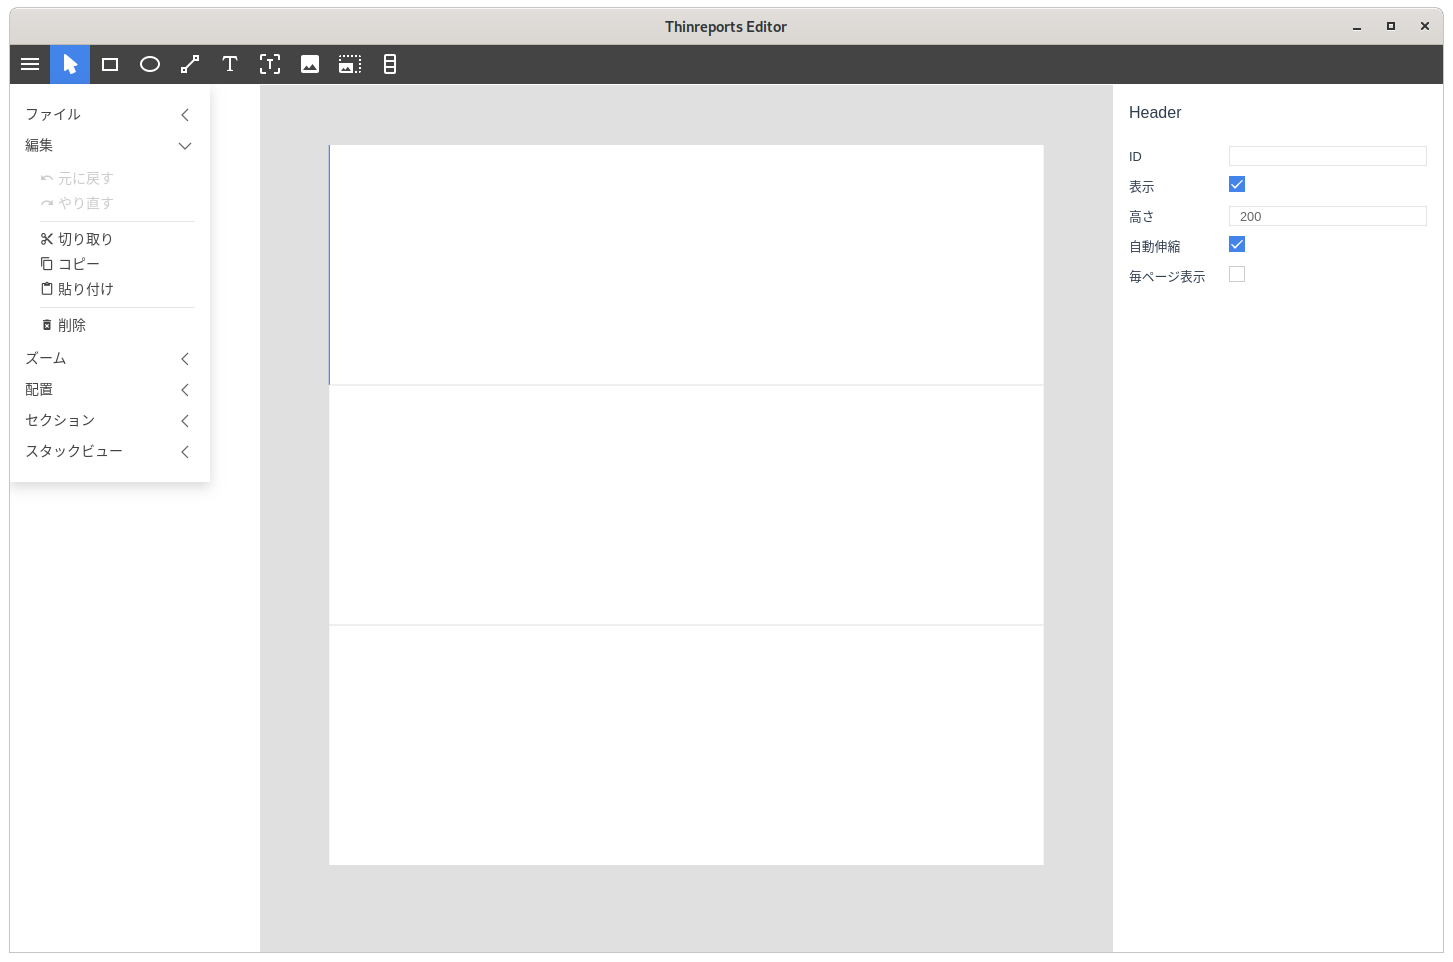 Thinreports Editor
ファイル
編集
元に戻す
やり直す
切り取り
コピー
貼り付け
削除
ズーム
配置
セクション
スタックビュー
Header
ID
表示
高さ 200
自動伸縮
毎ページ表示